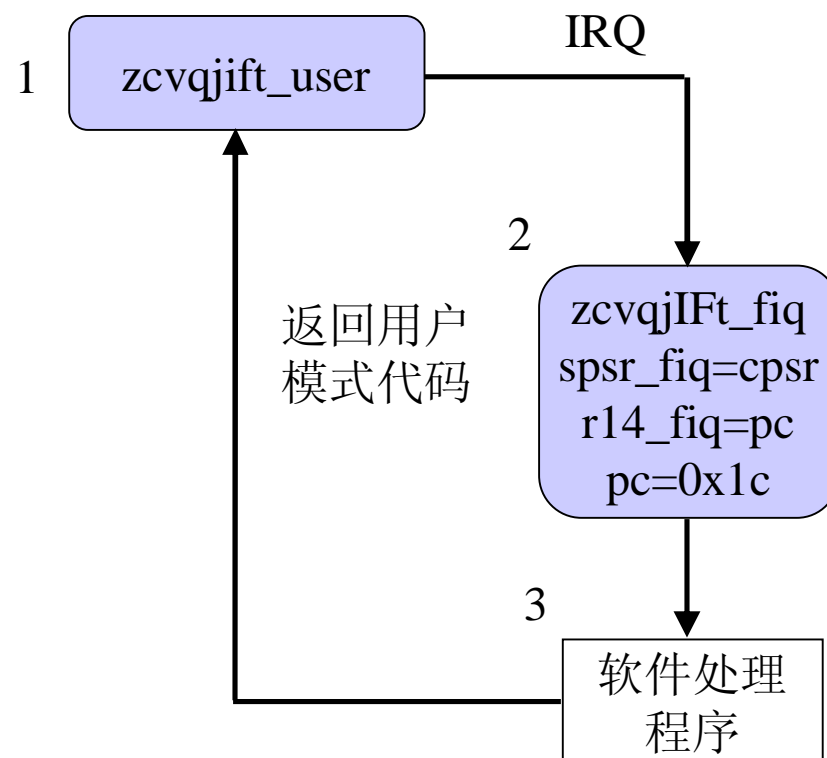 IRQ
1
zcvqjift_user
2
zcvqjIFt_fiq
spsr_fiq=cpsr
r14_fiq=pc
pc=0x1c
返回用户
模式代码
3
软件处理
程序